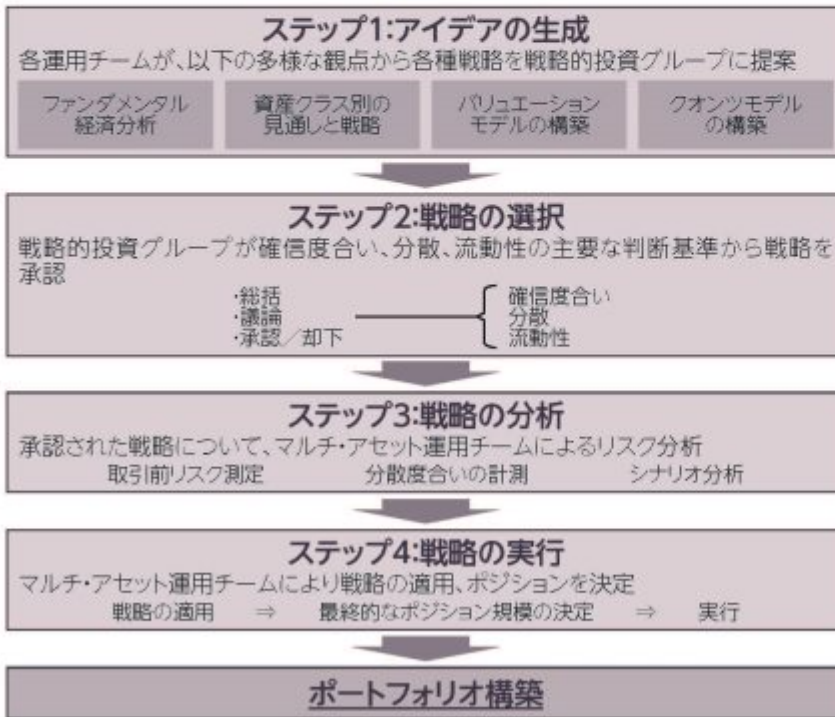 ステップ1:アイデアの生成
各運用チームが、以下の多様な観点から各種戦略を戦略的投資グループに提案
ファンダメンタル
経済分析
資産クラス別の
見通しと戦略
バリュエーション
モデルの構築
クオンツモデル
の構築
ステップ2:戦略の選択
戦略的投資グループが確信度合い、分散、流動性の主要な判断基準から戦略を
承認
・総括
・議論
・承認／却下
確信度合い
分散
流動性
ステップ3:戦略の分析
承認された戦略について、マルチ・アセット運用チームによるリスク分析
取引前リスク測定 分散度合いの計測 シナリオ分析
ステップ4:戦略の実行
マルチ・アセット運用チームにより戦略の適用、ポジションを決定
戦略の適用 ⇒ 最終的なポジション規模の決定 ⇒ 実行
ポートフォリオ構築